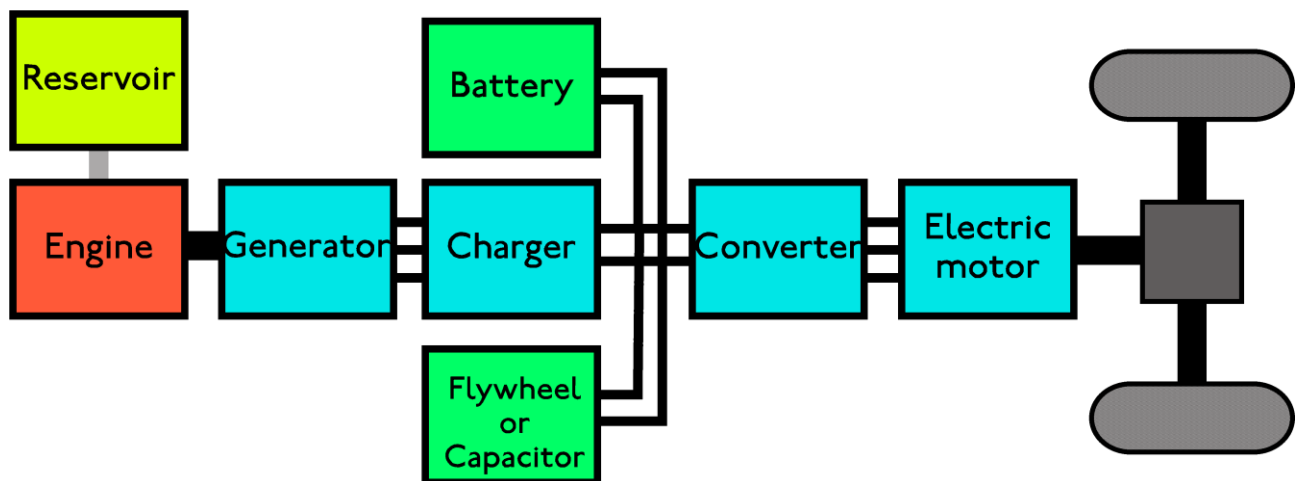 Reservoir
Battery
Engine
Generator
Charger
Converter
Electric
motor
Flywheel
or
Capacitor